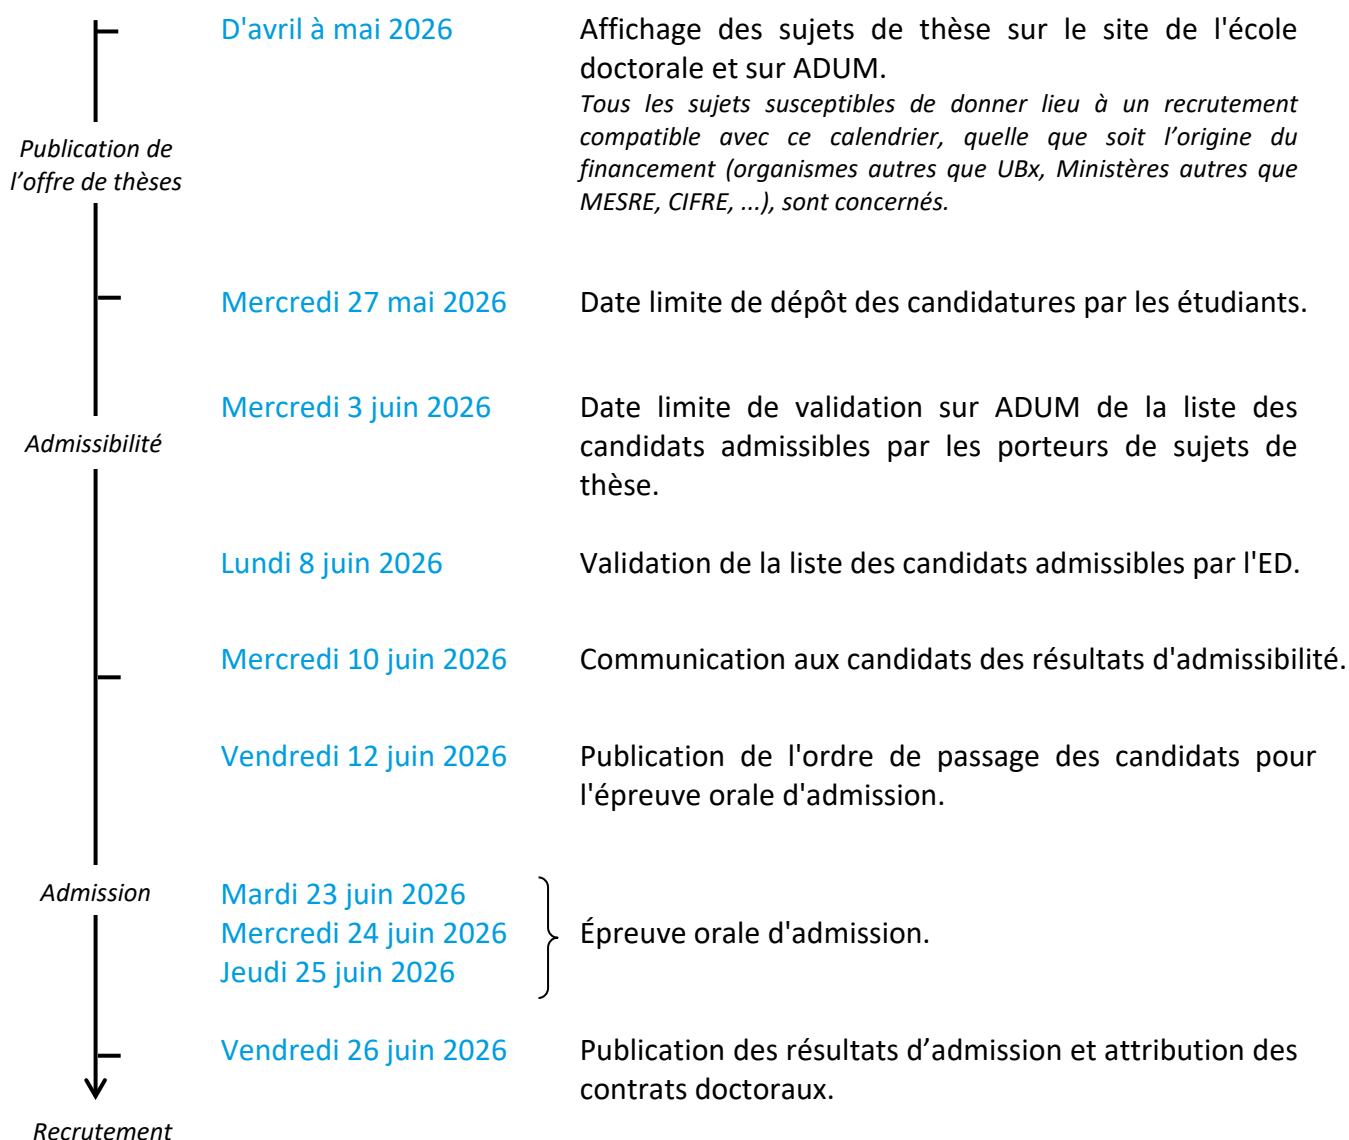 D'avril à mai 2026
Affichage des sujets de thèse sur le site de l'école
doctorale et sur ADUM.
Tous les sujets susceptibles de donner lieu à un recrutement
compatible avec ce calendrier, quelle que soit l’origine du
financement (organismes autres que UBx, Ministères autres que
MESRE, CIFRE, ...), sont concernés.
Publication de
l’offre de thèses
Mercredi 27 mai 2026
Date limite de dépôt des candidatures par les étudiants.
Mercredi 3 juin 2026
Date limite de validation sur ADUM de la liste des
candidats admissibles par les porteurs de sujets de
thèse.
Admissibilité
Lundi 8 juin 2026
Validation de la liste des candidats admissibles par l'ED.
Mercredi 10 juin 2026
Communication aux candidats des résultats d'admissibilité.
Vendredi 12 juin 2026
Publication de l'ordre de passage des candidats pour
l'épreuve orale d'admission.
Admission
Mardi 23 juin 2026
Mercredi 24 juin 2026
Jeudi 25 juin 2026
Épreuve orale d'admission.
Vendredi 26 juin 2026
Publication des résultats d’admission et attribution des
contrats doctoraux.
Recrutement